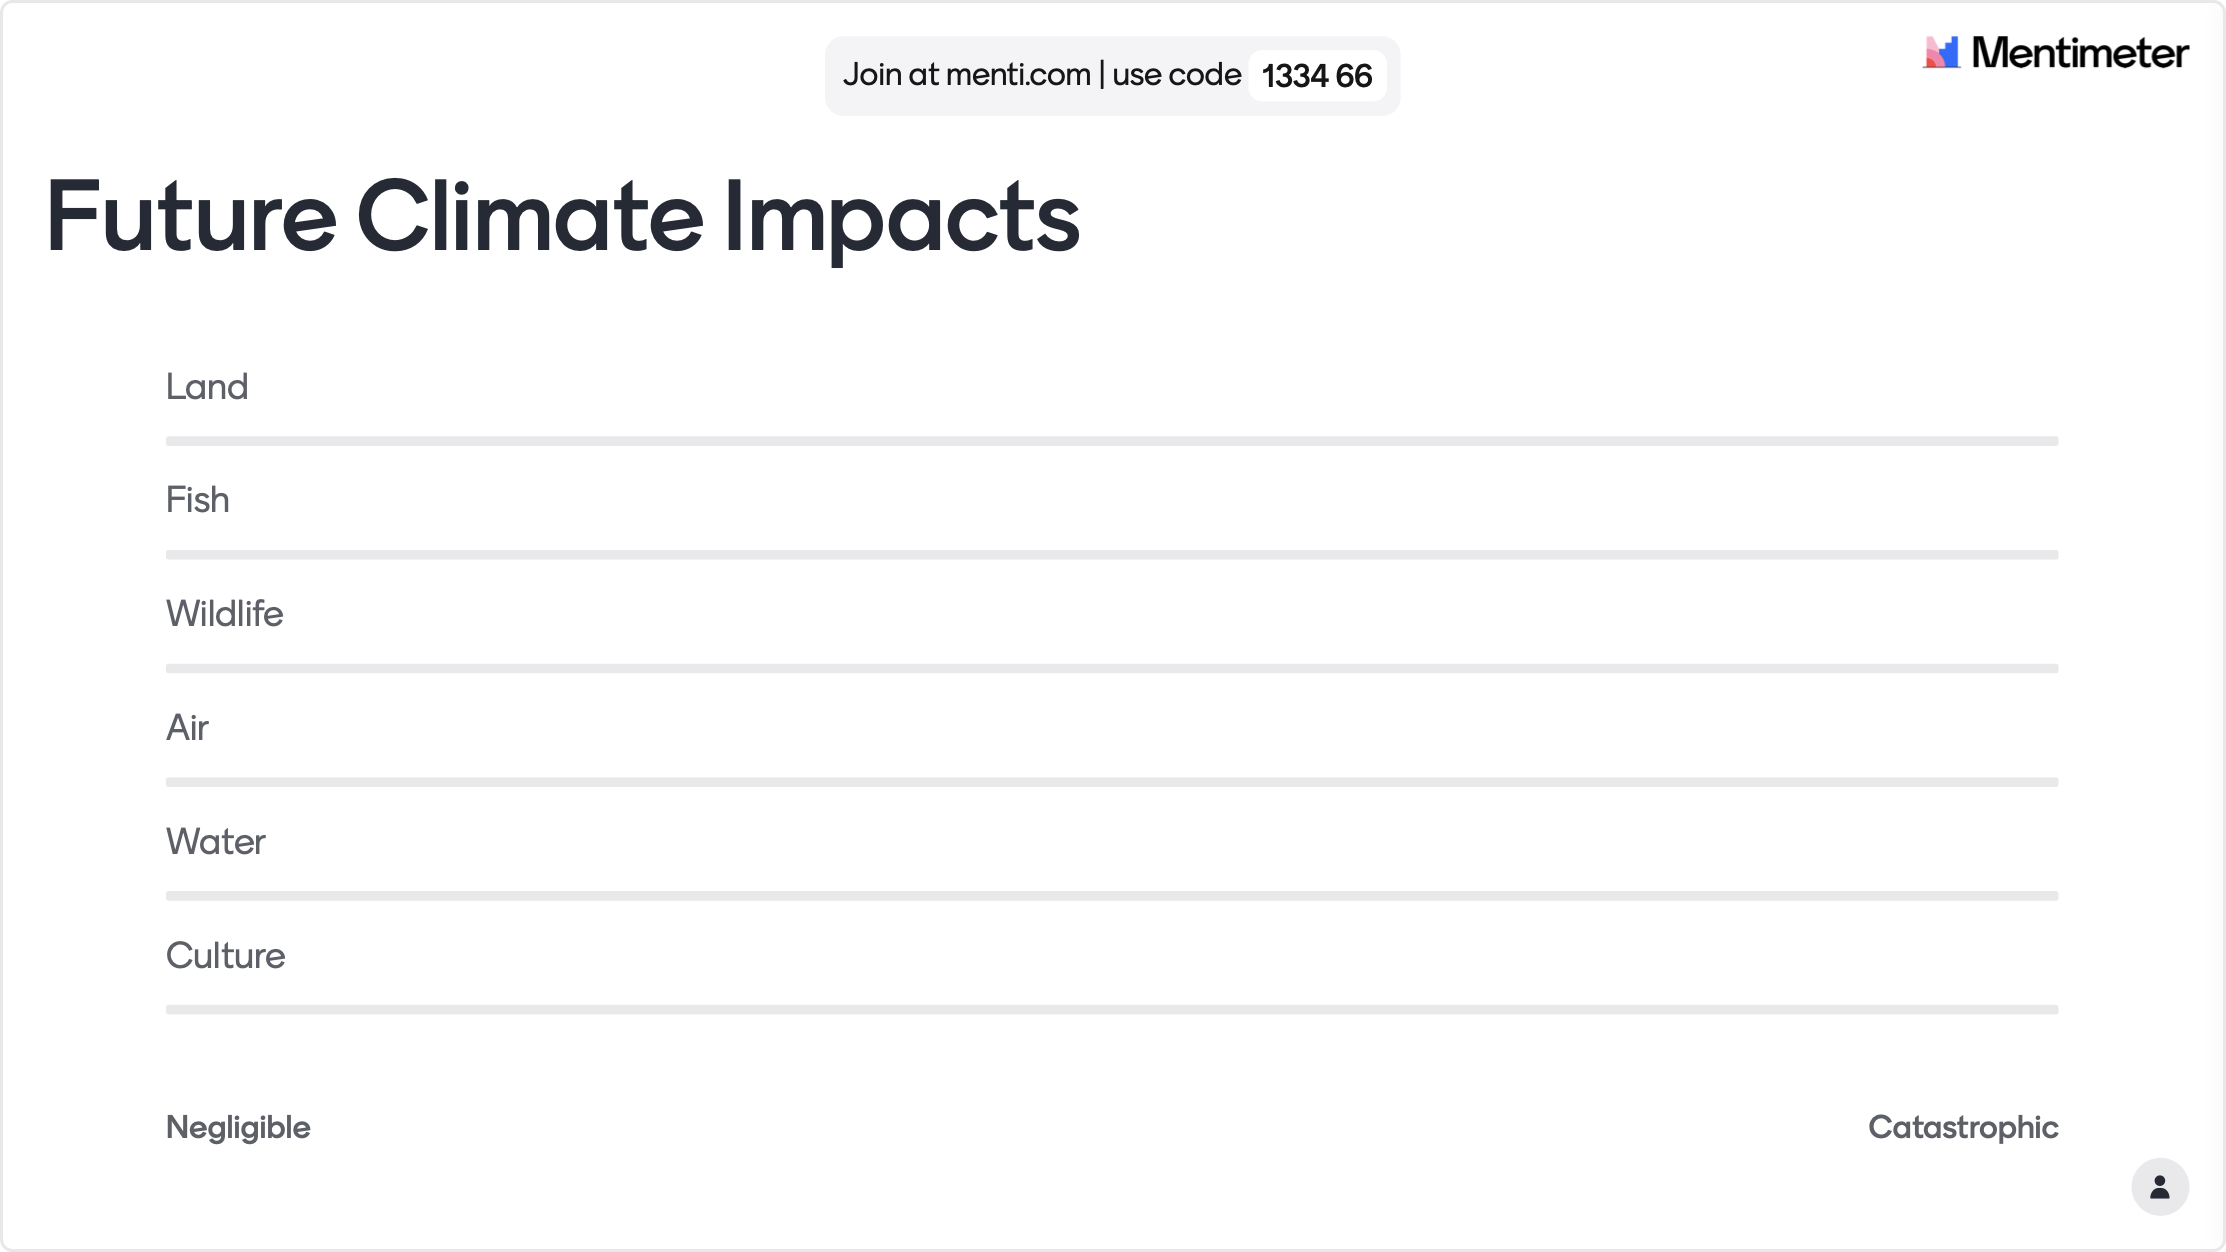 Join at menti.com | use code 1334 66
Mentimeter
Future Climate Impacts
Land
Fish
Wildlife
Air
Water
Culture
Negligible
Catastrophic